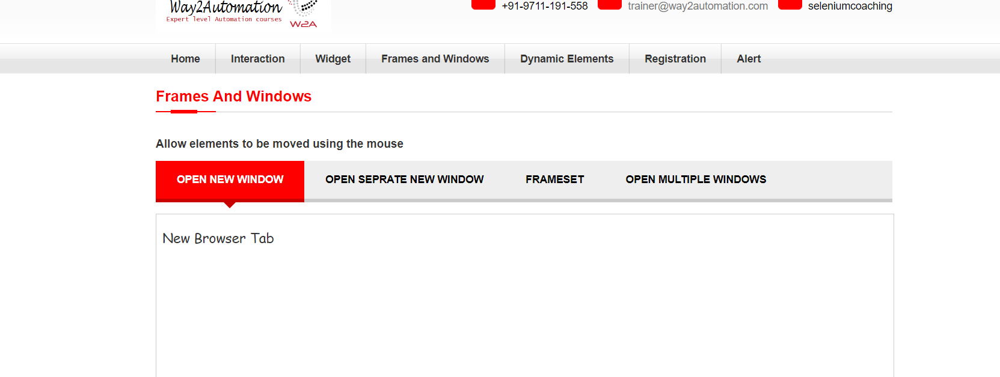 Way2Automation
Expert level Automation courses
W2A
+91-9711-191-558 trainer@way2automation.com seleniumcoaching
Home Interaction Widget Frames and Windows Dynamic Elements Registration Alert
Frames And Windows
Allow elements to be moved using the mouse
OPEN NEW WINDOW OPEN SEPRATE NEW WINDOW FRAMESET OPEN MULTIPLE WINDOWS
New Browser Tab